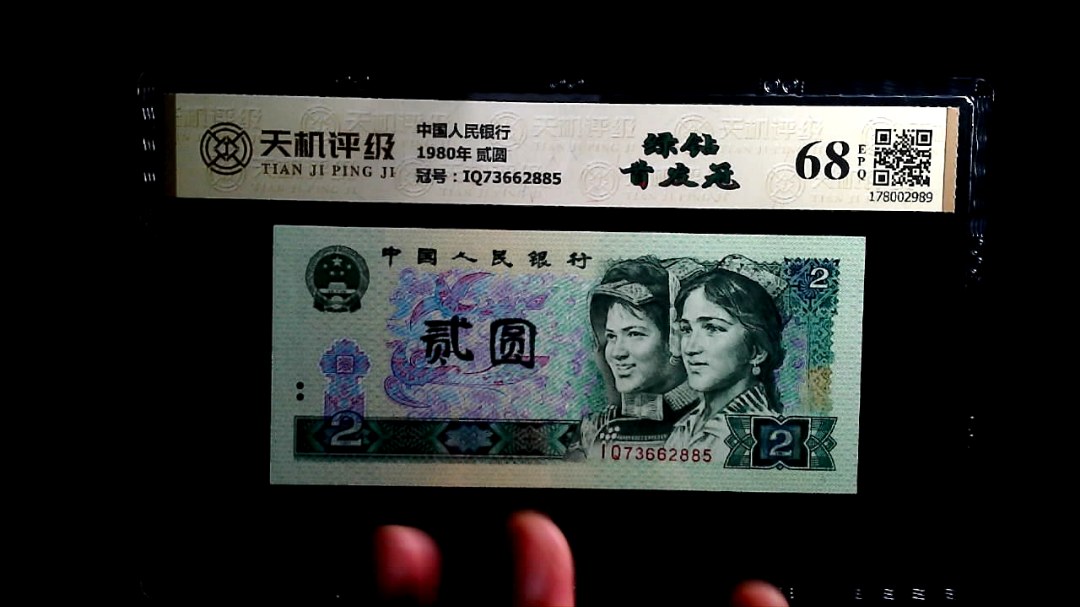 天机评级
TIAN JI PING JI
中国人民银行
1980年 贰圆
冠号：IQ73662885
绿钻
首发冠
68
EPQ
178002989
中国人民银行
2
贰圆
2
IQ73662885
2